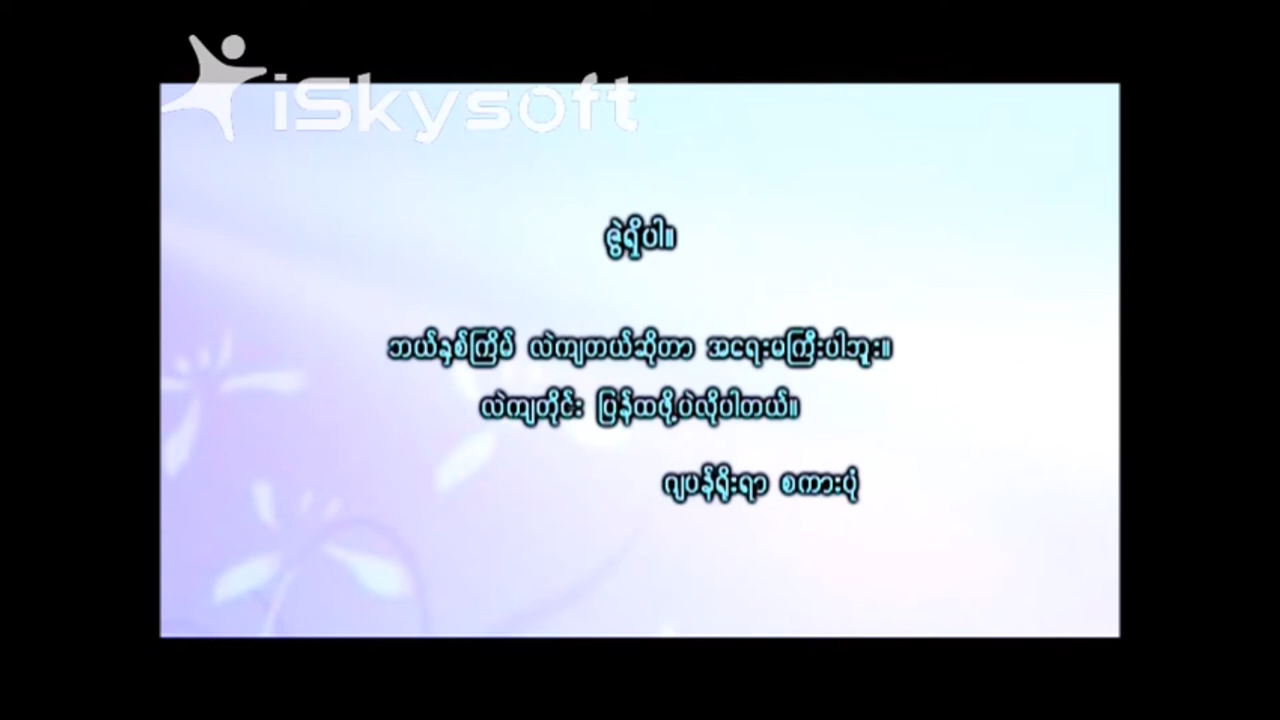 iSkysoft
ဇွဲရှိပါ။
ဘယ်ခှစ်ကြိမ် လဲကျတယ်ဆိုတာ အရေးမကြီးပါဘူး။
လဲကျတိုင်း ပြန်ထဖို့ပဲလိုပါတယ်။
ဂျပန်ရိုးရာ စကားပုံ